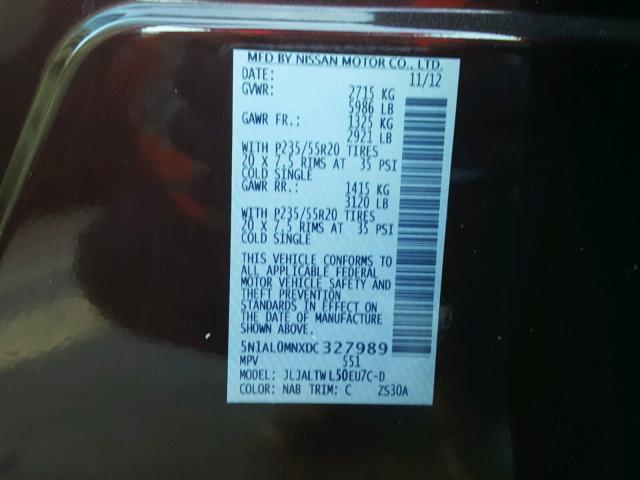 MFD BY NISSAN MOTOR CO., LTD.
DATE: 11/12
GVWR: 2715 KG
5986 LB
GAWR FR.: 1325 KG
2921 LB
WITH P235/55R20 TIRES
20 X 7.5 RIMS AT 35 PSI
COLD SINGLE
GAWR RR.: 1415 KG
3120 LB
WITH P235/55R20 TIRES
20 X 7.5 RIMS AT 35 PSI
COLD SINGLE
THIS VEHICLE CONFORMS TO
ALL APPLICABLE FEDERAL
MOTOR VEHICLE SAFETY AND
THEFT PREVENTION
STANDARDS IN EFFECT ON
THE DATE OF MANUFACTURE
SHOWN ABOVE.
5N1AL0MNXDC 327989
MPV 551
MODEL: JLJALTW L50EU7C-D
COLOR: NAB TRIM: C ZS30A